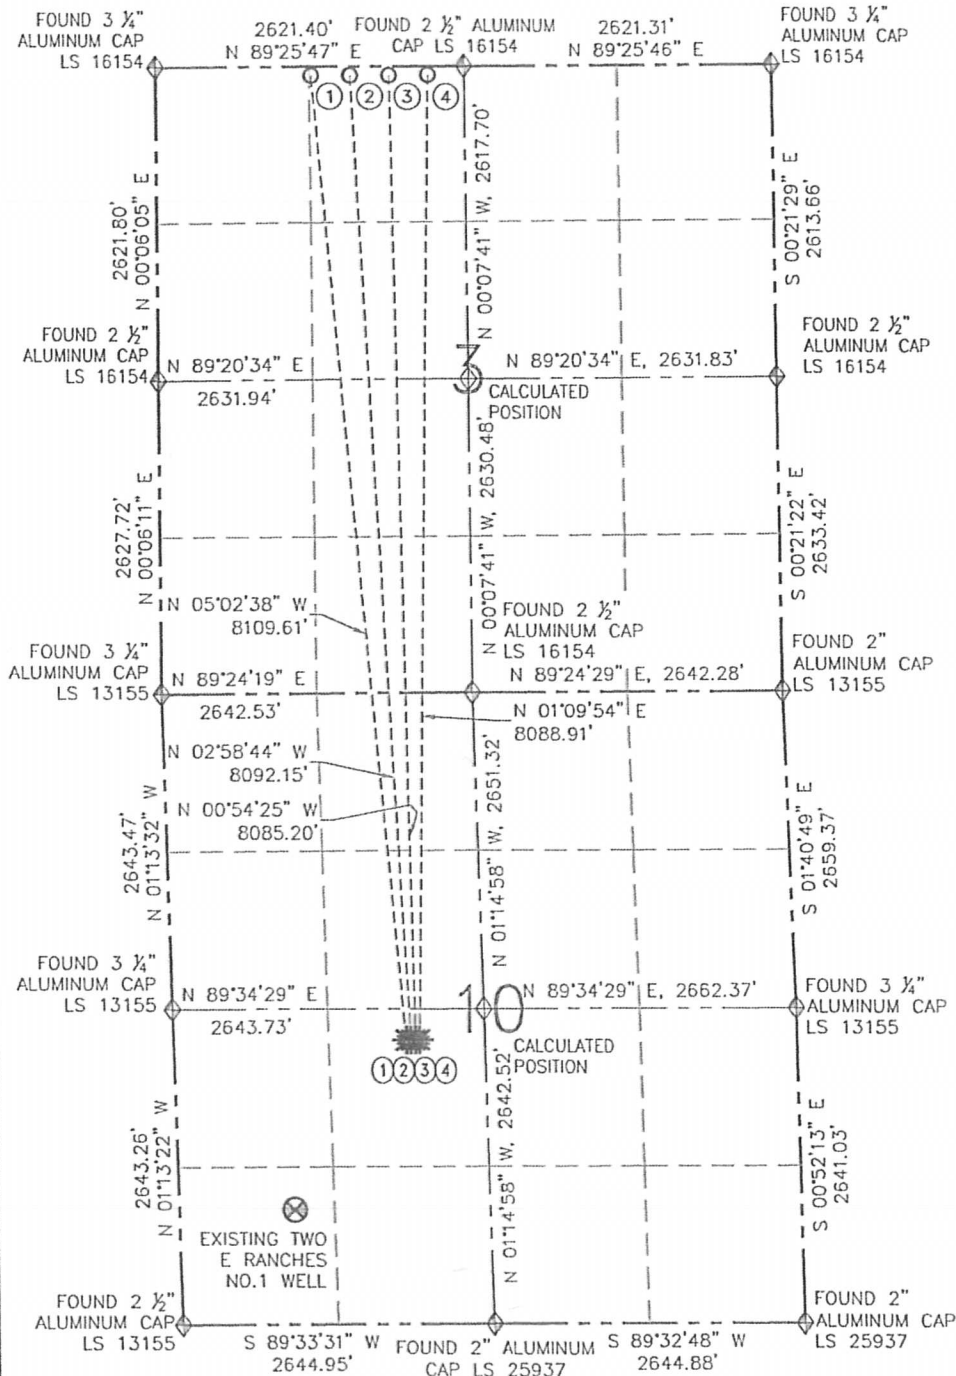 FOUND 3 ¼"
ALUMINUM CAP
LS 16154
2621.40'
N 89°25'47" E
FOUND 2 ½" ALUMINUM
CAP LS 16154
2621.31'
N 89°25'46" E
FOUND 3 ¼"
ALUMINUM CAP
LS 16154
1 2 3 4
2621.80'
N 00°06'05" E
N 00°07'41" W, 2617.70'
S 00°21'29" E
2613.66'
FOUND 2 ½"
ALUMINUM CAP
LS 16154
N 89°20'34" E
2631.94'
3
N 89°20'34" E, 2631.83'
CALCULATED
POSITION
FOUND 2 ½"
ALUMINUM CAP
LS 16154
2627.72'
N 00°06'11" E
N 00°07'41" W, 2630.48'
S 00°21'22" E
2633.42'
N 05°02'38" W
8109.61'
FOUND 2 ½"
ALUMINUM CAP
LS 16154
FOUND 3 ¼"
ALUMINUM CAP
LS 13155
N 89°24'19" E
2642.53'
N 89°24'29" E, 2642.28'
FOUND 2"
ALUMINUM CAP
LS 13155
N 01°09'54" E
8088.91'
N 02°58'44" W
8092.15'
N 00°54'25" W
8085.20'
2643.47'
N 01°13'32" W
N 01°14'58" W, 2651.32'
S 01°40'49" E
2659.37'
FOUND 3 ¼"
ALUMINUM CAP
LS 13155
N 89°34'29" E
2643.73'
10
N 89°34'29" E, 2662.37'
CALCULATED
POSITION
FOUND 3 ¼"
ALUMINUM CAP
LS 13155
1 2 3 4
2643.26'
N 01°13'22" W
N 01°14'58" W, 2642.52'
S 00°52'13" E
2641.03'
EXISTING TWO
E RANCHES
NO.1 WELL
FOUND 2 ½"
ALUMINUM CAP
LS 13155
S 89°33'31" W
2644.95'
FOUND 2" ALUMINUM
CAP LS 25937
S 89°32'48" W
2644.88'
FOUND 2"
ALUMINUM CAP
LS 25937